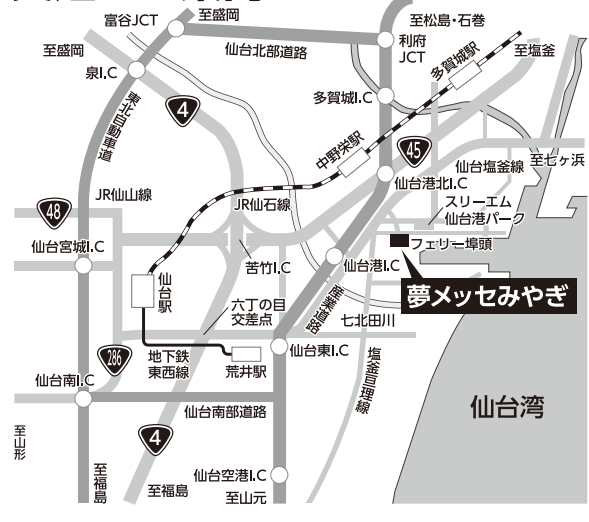 至盛岡
至松島・石巻
富谷JCT
至盛岡
仙台北部道路
利府
JCT
多賀城駅
至塩釜
泉I.C
4
多賀城I.C
東北自動車道
中野栄駅
45
仙台塩釜線
至七ヶ浜
仙台港北I.C
JR仙山線
JR仙石線
スリーエム
仙台港パーク
48
仙台宮城I.C
フェリー埠頭
苦竹I.C
仙台港I.C
夢メッセみやぎ
仙台駅
六丁の目
交差点
産業道路
七北田川
286
地下鉄
東西線
荒井駅
仙台東I.C
仙台南I.C
塩釜亘理線
仙台湾
仙台南部道路
4
至山形
至福島
至福島
仙台空港I.C
至山元